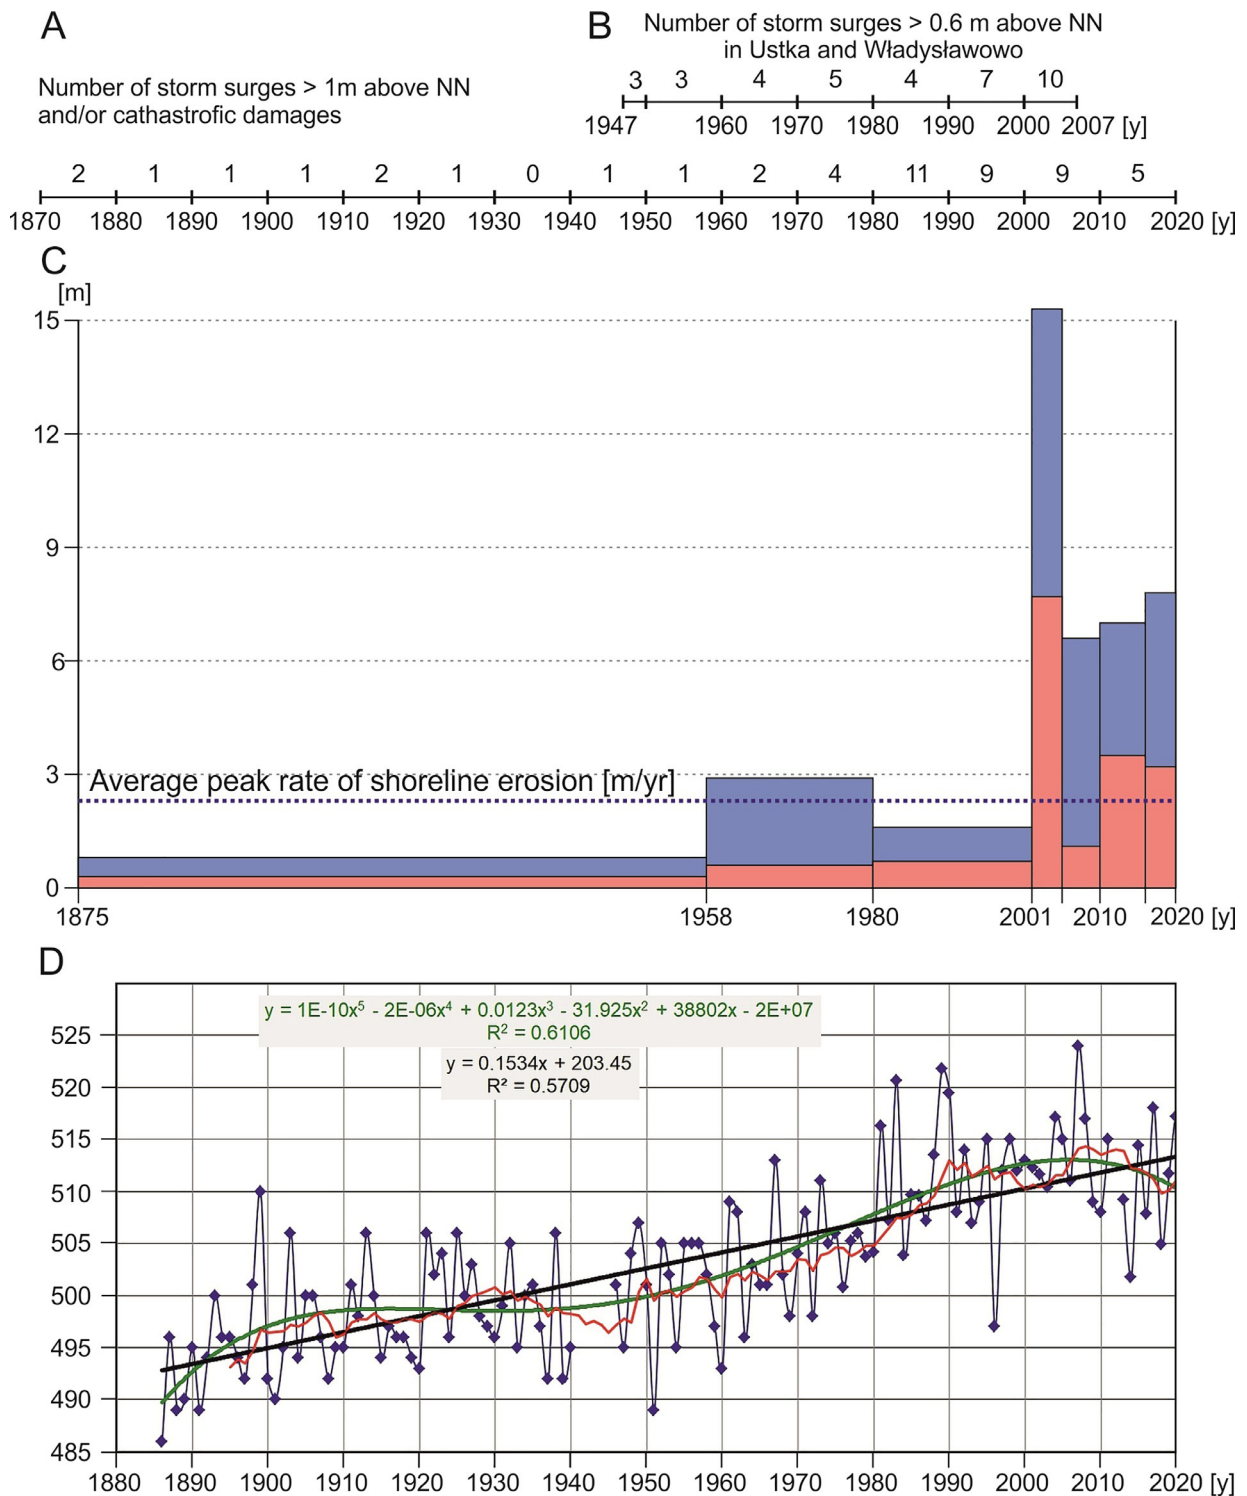 A
B
Number of storm surges > 0.6 m above NN
in Ustka and Władysławowo
3 3 4 5 4 7 10
1947 1960 1970 1980 1990 2000 2007 [y]
Number of storm surges > 1m above NN
and/or cathastrofic damages
2 1 1 1 2 1 0 1 1 2 4 11 9 9 5
1870 1880 1890 1900 1910 1920 1930 1940 1950 1960 1970 1980 1990 2000 2010 2020 [y]
C
[m]
15
12
9
6
3
Average peak rate of shoreline erosion [m/yr]
0
1875 1958 1980 2001 2010 2020 [y]
D
y = 1E-10x⁵ - 2E-06x⁴ + 0.0123x³ - 31.925x² + 38802x - 2E+07
R² = 0.6106
y = 0.1534x + 203.45
R² = 0.5709
525
520
515
510
505
500
495
490
485
1880 1890 1900 1910 1920 1930 1940 1950 1960 1970 1980 1990 2000 2010 2020 [y]